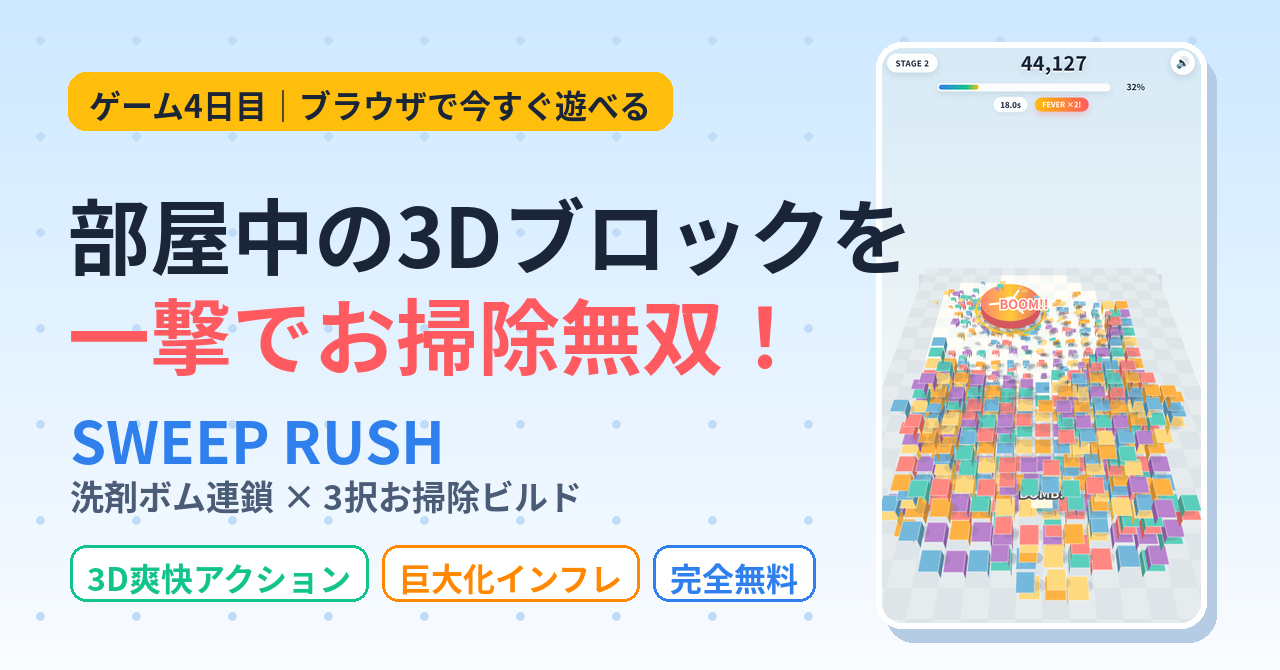 ゲーム4日目｜ブラウザで今すぐ遊べる
部屋中の3Dブロックを
一撃でお掃除無双！
SWEEP RUSH
洗剤ボム連鎖 × 3択お掃除ビルド
3D爽快アクション
巨大化インフレ
完全無料
STAGE 2
44,127
32%
18.0s
FEVER ×2!
BOOM!!
BOMB!